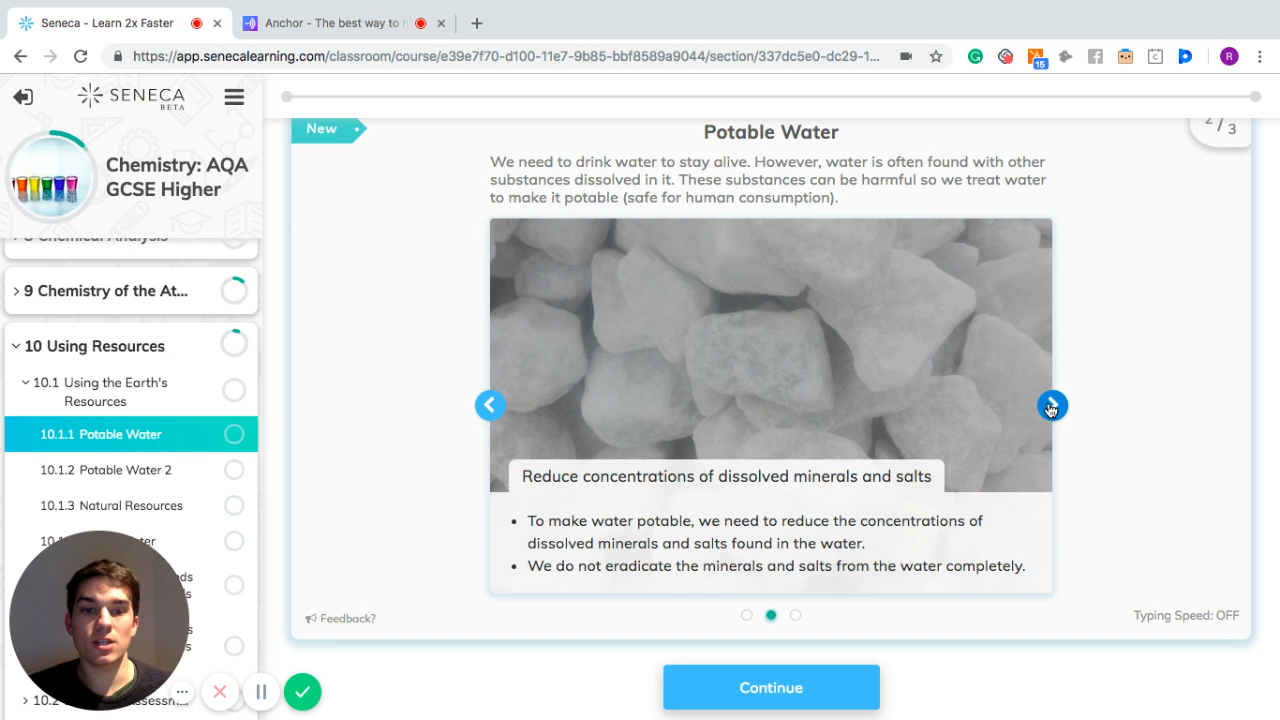 Seneca - Learn 2x Faster
Anchor - The best way to
https://app.senecalearning.com/classroom/course/e39e7f70-d100-11e7-9b85-bbf8589a9044/section/337dc5e0-dc29-1...
15
C
R
SENECA
BETA
Chemistry: AQA
GCSE Higher
8 Chemical Analysis
9 Chemistry of the At...
10 Using Resources
10.1 Using the Earth's
Resources
10.1.1 Potable Water
10.1.2 Potable Water 2
10.1.3 Natural Resources
New
2 / 3
Potable Water
We need to drink water to stay alive. However, water is often found with other
substances dissolved in it. These substances can be harmful so we treat water
to make it potable (safe for human consumption).
Reduce concentrations of dissolved minerals and salts
• To make water potable, we need to reduce the concentrations of
dissolved minerals and salts found in the water.
• We do not eradicate the minerals and salts from the water completely.
Feedback?
Typing Speed: OFF
Continue